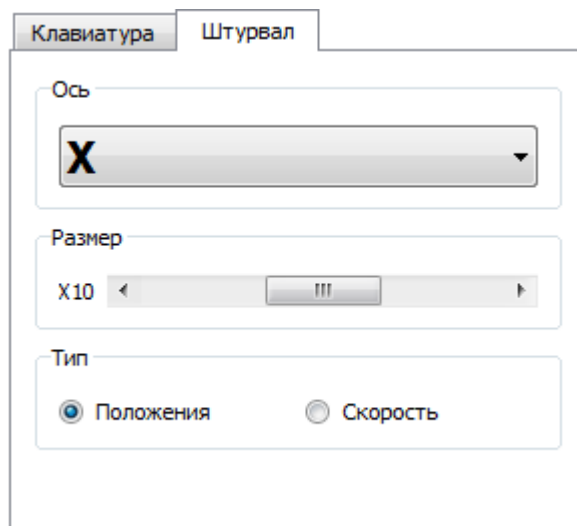 Клавиатура Штурвал
Ось
X
Размер
X10
Тип
Положения Скорость